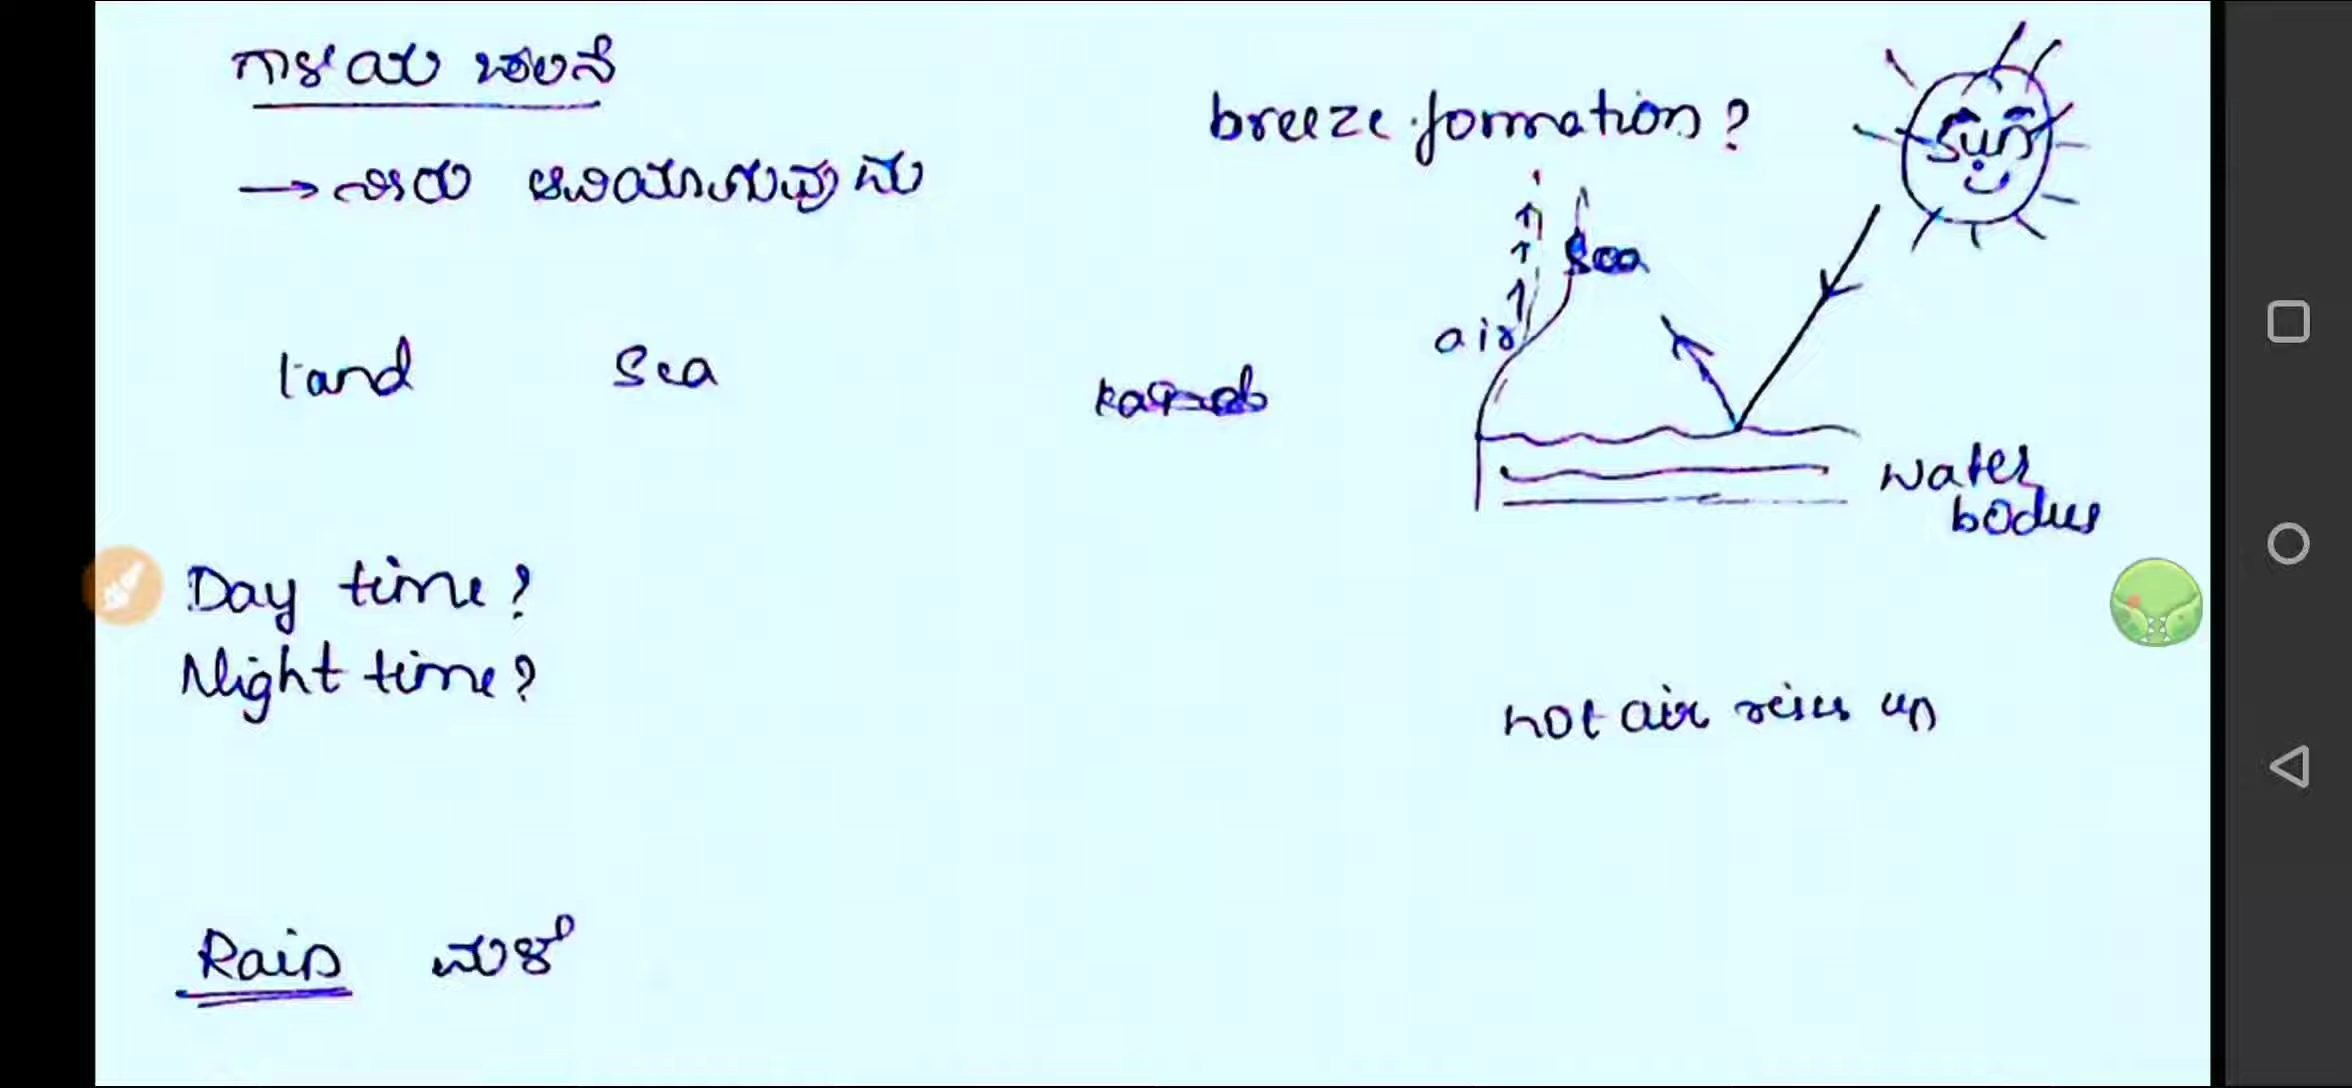 ಗಾಳಿಯ ಚಲನೆ
→ ನೀರು ಆವಿಯಾಗುವುದು
breeze formation?
Sun
Sea
air
land Sea
water
bodies
Day time?
Night time?
hot air rises up
Rain ಮಳೆ